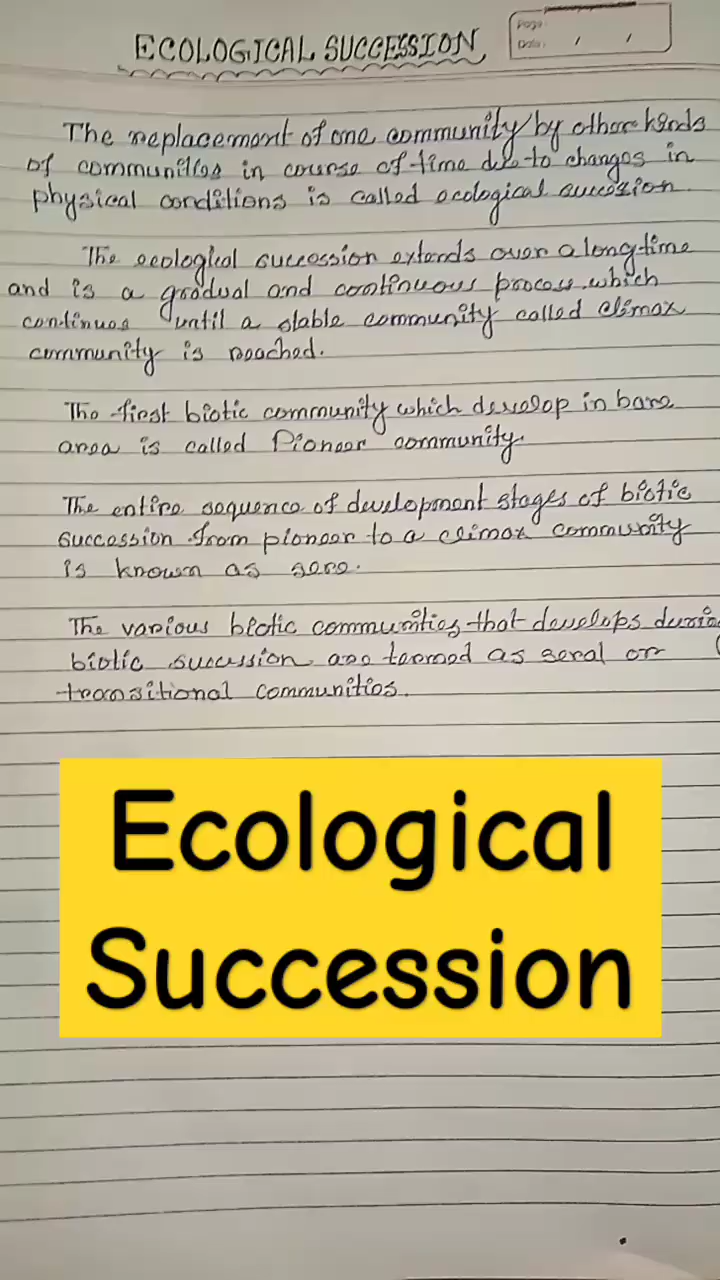 ECOLOGICAL SUCCESSION
Page:
Date: / /
The replacement of one community by other kinds
of communities in course of time due to changes in
physical conditions is called ecological succession.
The ecological succession extends over a long time
and is a gradual and continuous process which
continues until a stable community called climax
community is reached.
The first biotic community which develop in bare
area is called Pioneer community.
The entire sequence of development stages of biotic
succession from pioneer to a climax community
is known as sere.
The various biotic communities that develops durin
biotic sucession are termed as seral or
transitional communities.
Ecological
Succession